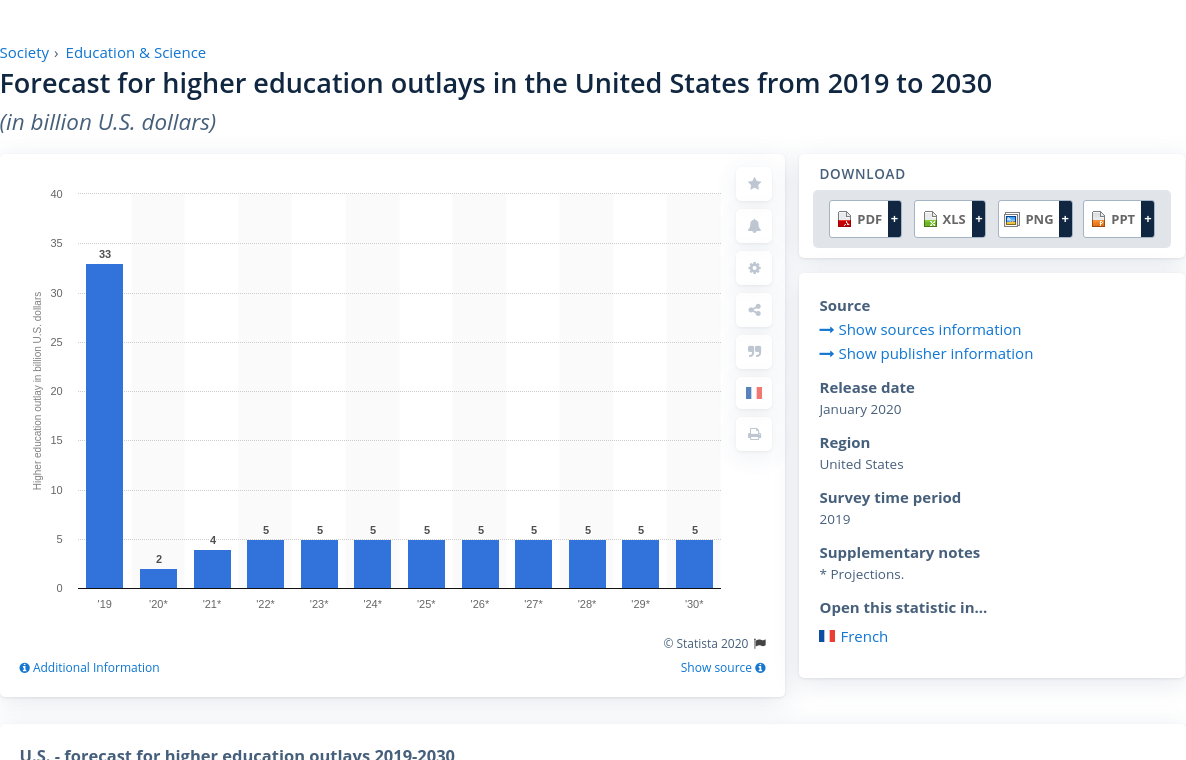 Society › Education & Science
Forecast for higher education outlays in the United States from 2019 to 2030
(in billion U.S. dollars)
Higher education outlay in billion U.S. dollars
40
35
30
25
20
15
10
5
0
33
2
4
5
5
5
5
5
5
5
5
5
'19
'20*
'21*
'22*
'23*
'24*
'25*
'26*
'27*
'28*
'29*
'30*
© Statista 2020
Additional Information
Show source
DOWNLOAD
PDF +
XLS +
PNG +
PPT +
Source
Show sources information
Show publisher information
Release date
January 2020
Region
United States
Survey time period
2019
Supplementary notes
* Projections.
Open this statistic in...
French
U.S. - forecast for higher education outlays 2019-2030